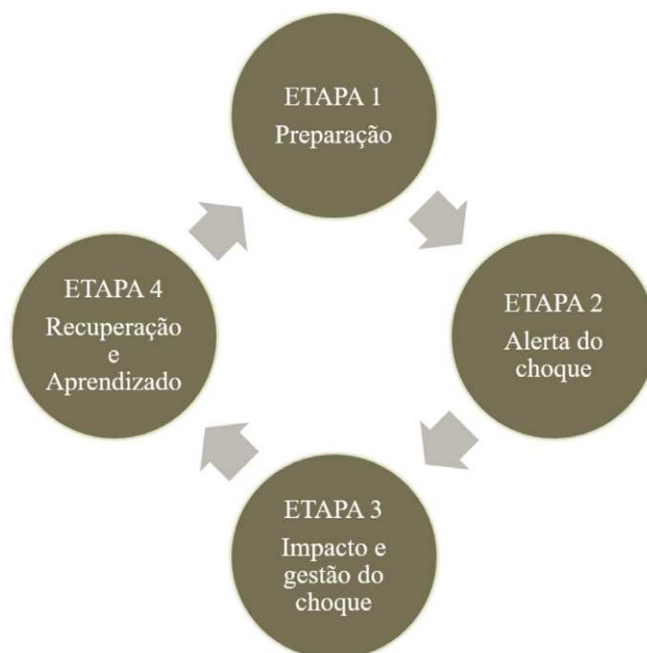 ETAPA 1
Preparação
ETAPA 2
Alerta do
choque
ETAPA 3
Impacto e
gestão do
choque
ETAPA 4
Recuperação
e
Aprendizado